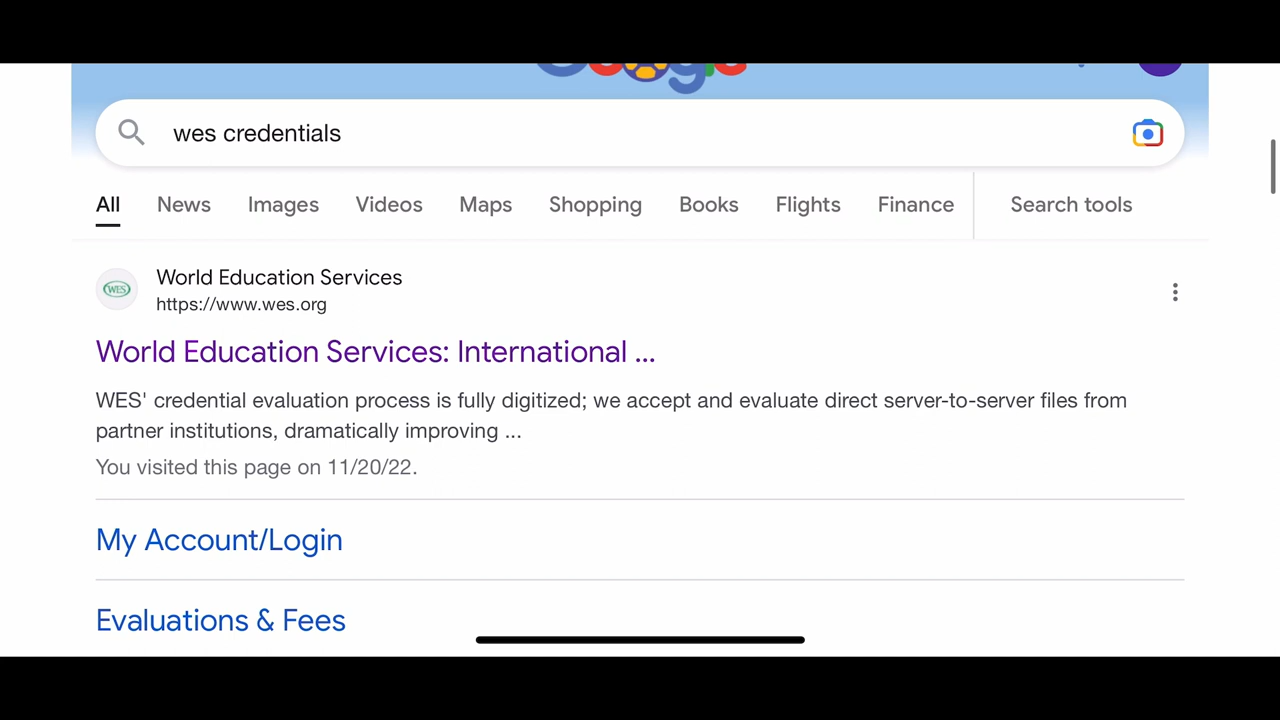 Google
wes credentials
All News Images Videos Maps Shopping Books Flights Finance Search tools
World Education Services
WES
https://www.wes.org
World Education Services: International ...
WES' credential evaluation process is fully digitized; we accept and evaluate direct server-to-server files from
partner institutions, dramatically improving ...
You visited this page on 11/20/22.
My Account/Login
Evaluations & Fees